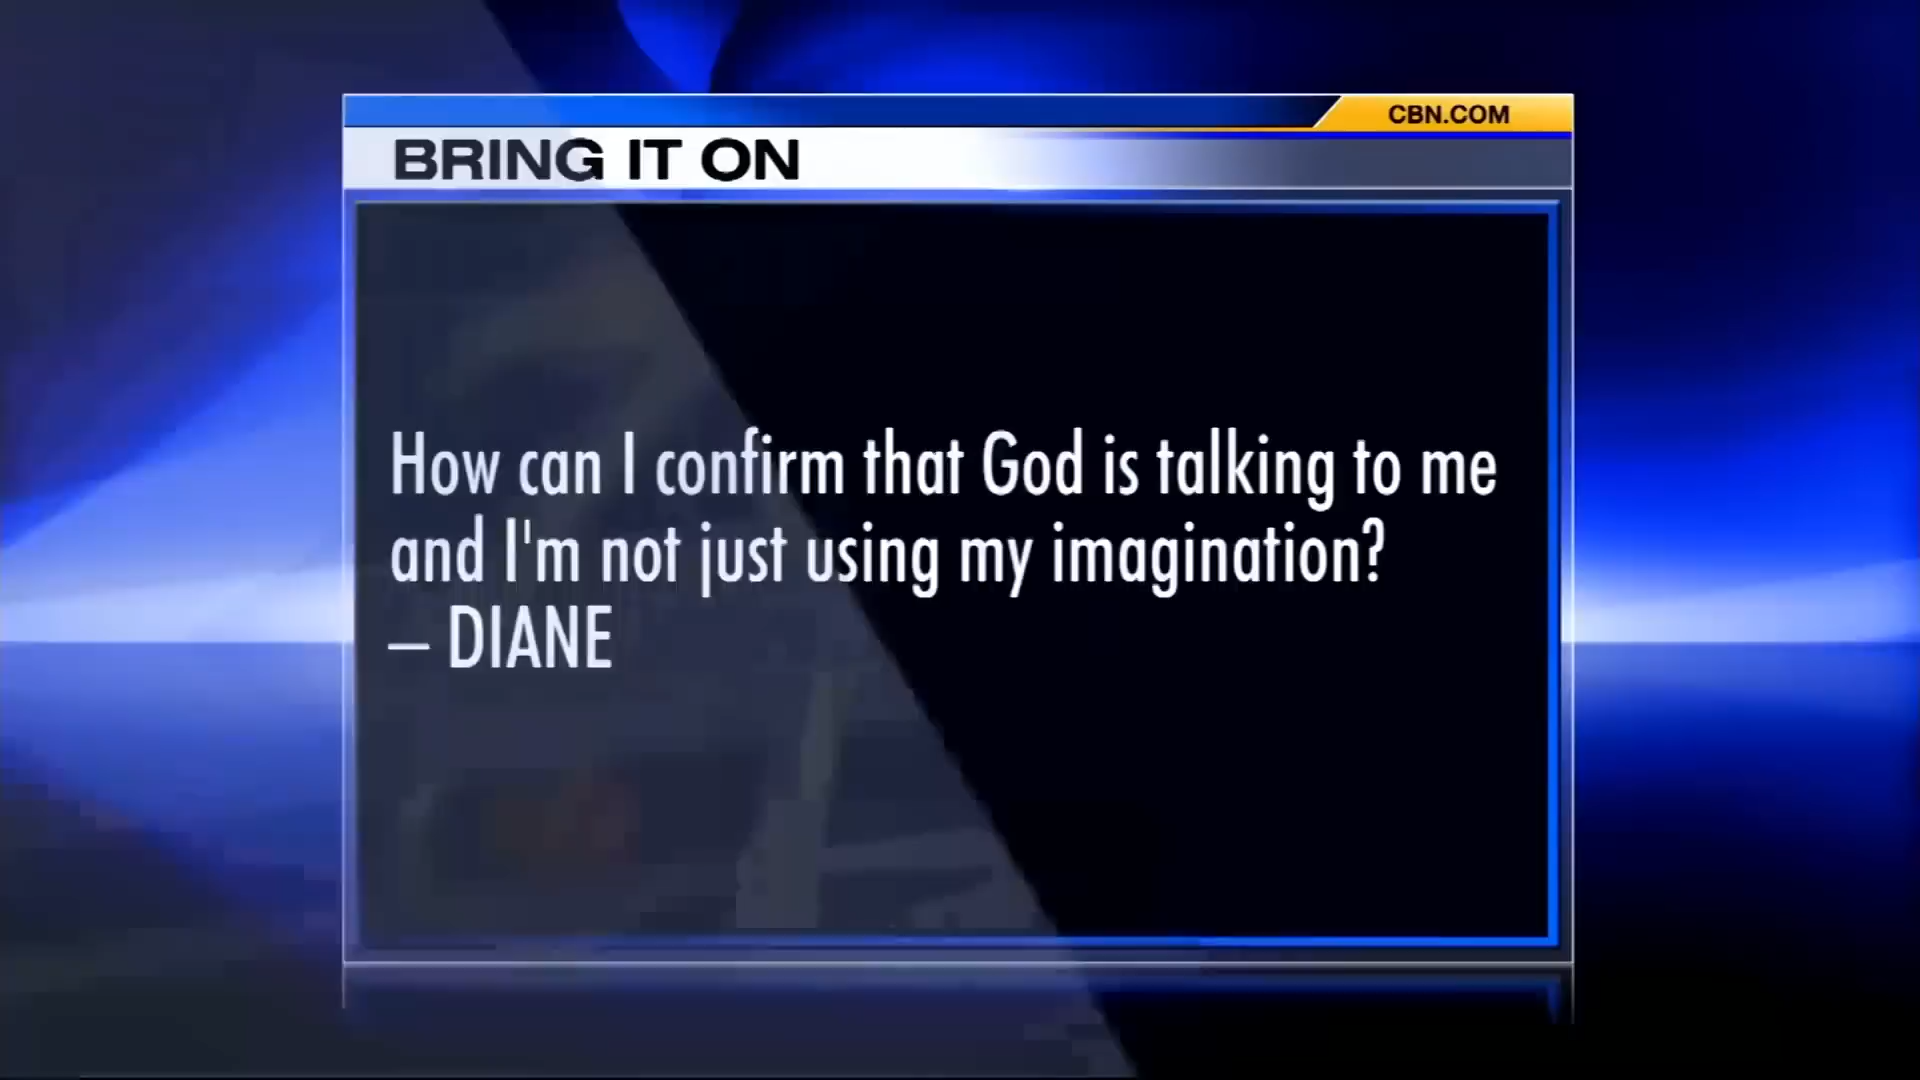 CBN.COM
BRING IT ON
How can I confirm that God is talking to me
and I'm not just using my imagination?
– DIANE